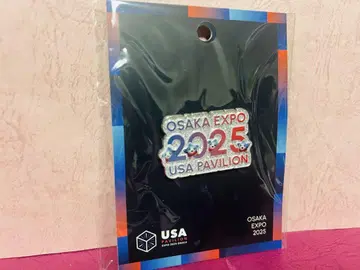 OSAKA EXPO
2025
USA PAVILION
USA
PAVILION
OSAKA
EXPO
2025